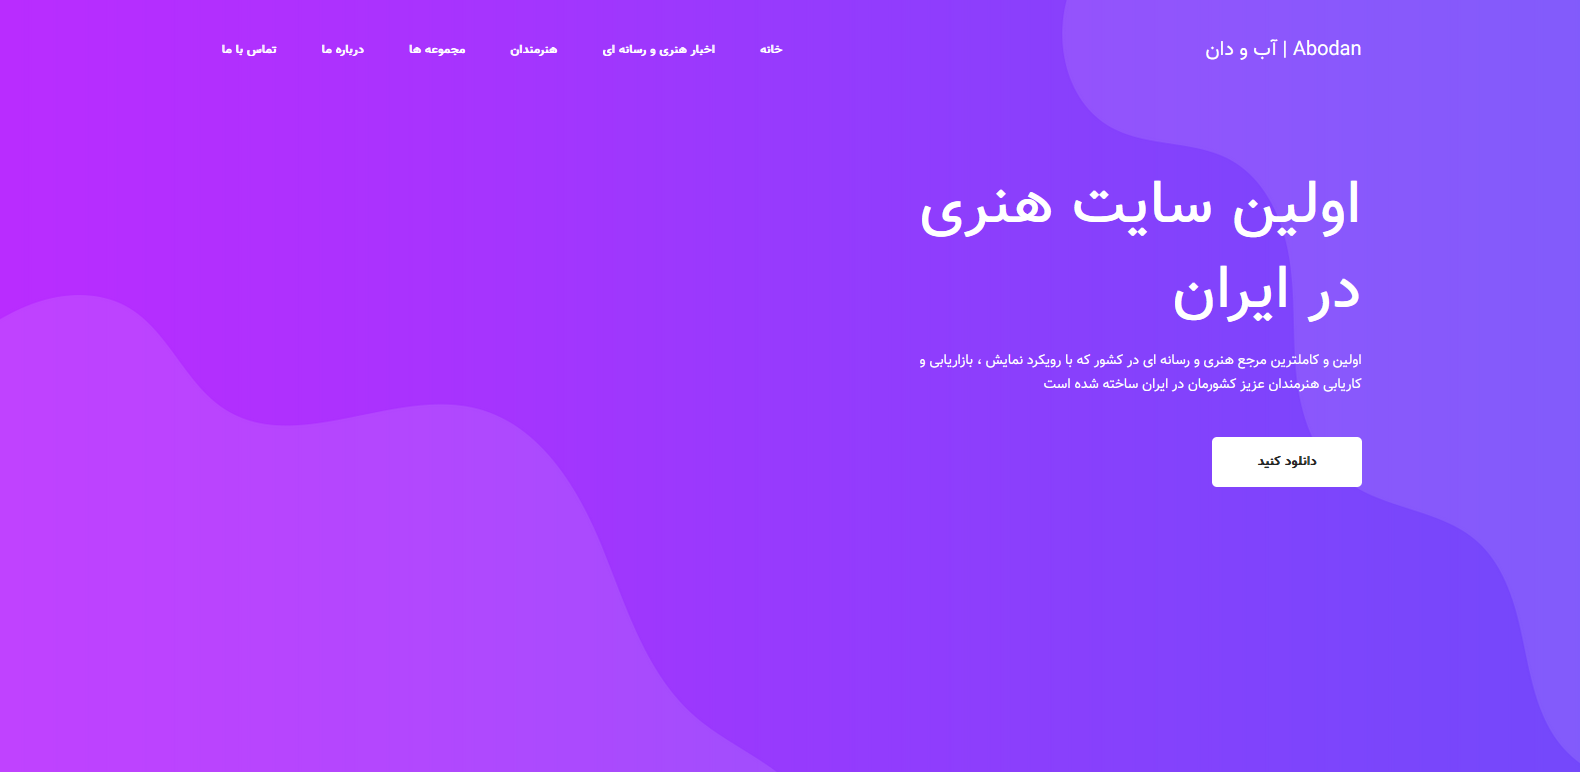 Abodan | آب و دان
خانه
اخبار هنری و رسانه ای
هنرمندان
مجموعه ها
درباره ما
تماس با ما
اولین سایت هنری
در ایران
اولین و کاملترین مرجع هنری و رسانه ای در کشور که با رویکرد نمایش ، بازاریابی و
کاریابی هنرمندان عزیز کشورمان در ایران ساخته شده است
دانلود کنید